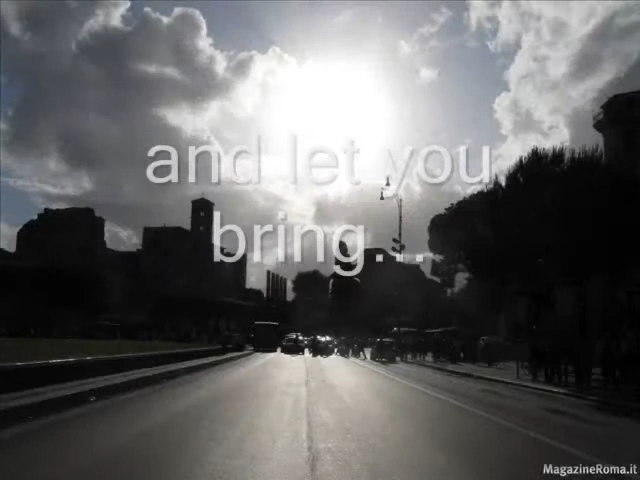 and let you
bring. . .
MagazineRoma.it